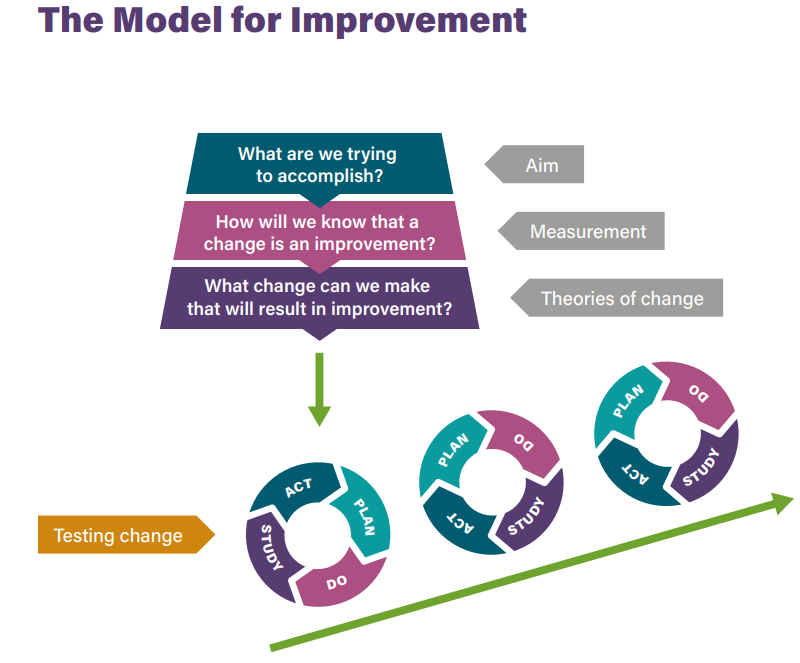 The Model for Improvement
What are we trying
to accomplish?
Aim
How will we know that a
change is an improvement?
Measurement
What change can we make
that will result in improvement?
Theories of change
Testing change
ACT
PLAN
DO
STUDY
PLAN
DO
STUDY
ACT
PLAN
DO
STUDY
ACT